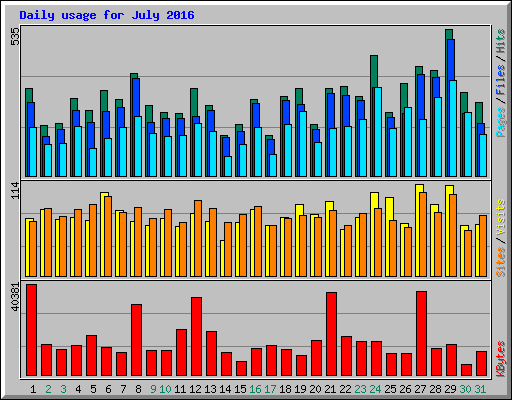 Daily usage for July 2016
535
Pages / Files / Hits
114
Sites / Visits
40381
KBytes
1 2 3 4 5 6 7 8 9 10 11 12 13 14 15 16 17 18 19 20 21 22 23 24 25 26 27 28 29 30 31